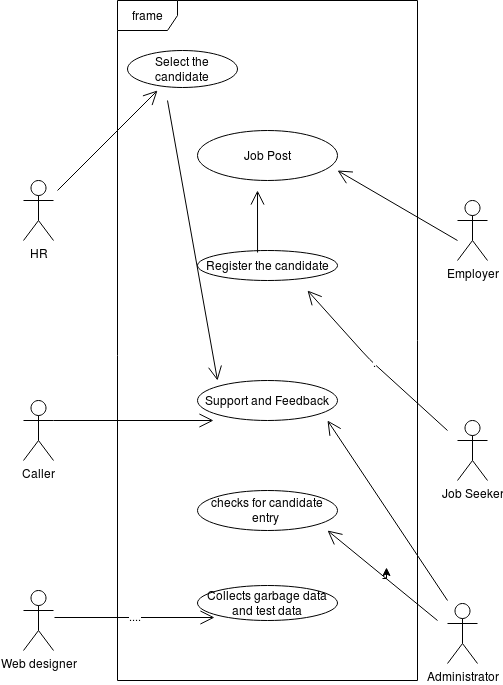 frame
Select the
candidate
Job Post
HR
Employer
Register the candidate
Support and Feedback
Caller
Job Seeker
checks for candidate
entry
Collects garbage data
and test data
....
Web designer
Administrator